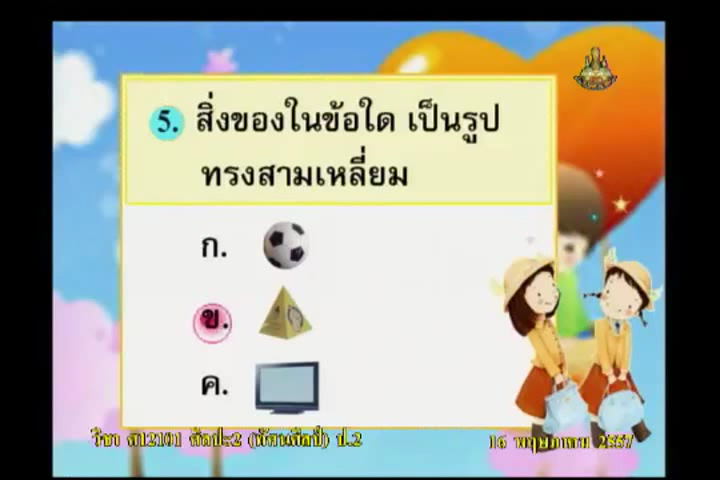 5. สิ่งของในข้อใด เป็นรูป
ทรงสามเหลี่ยม
ก.
ข.
ค.
วิชา ศ12101 ศิลปะ2 (ทัศนศิลป์) ป.2
16 พฤษภาคม 2557